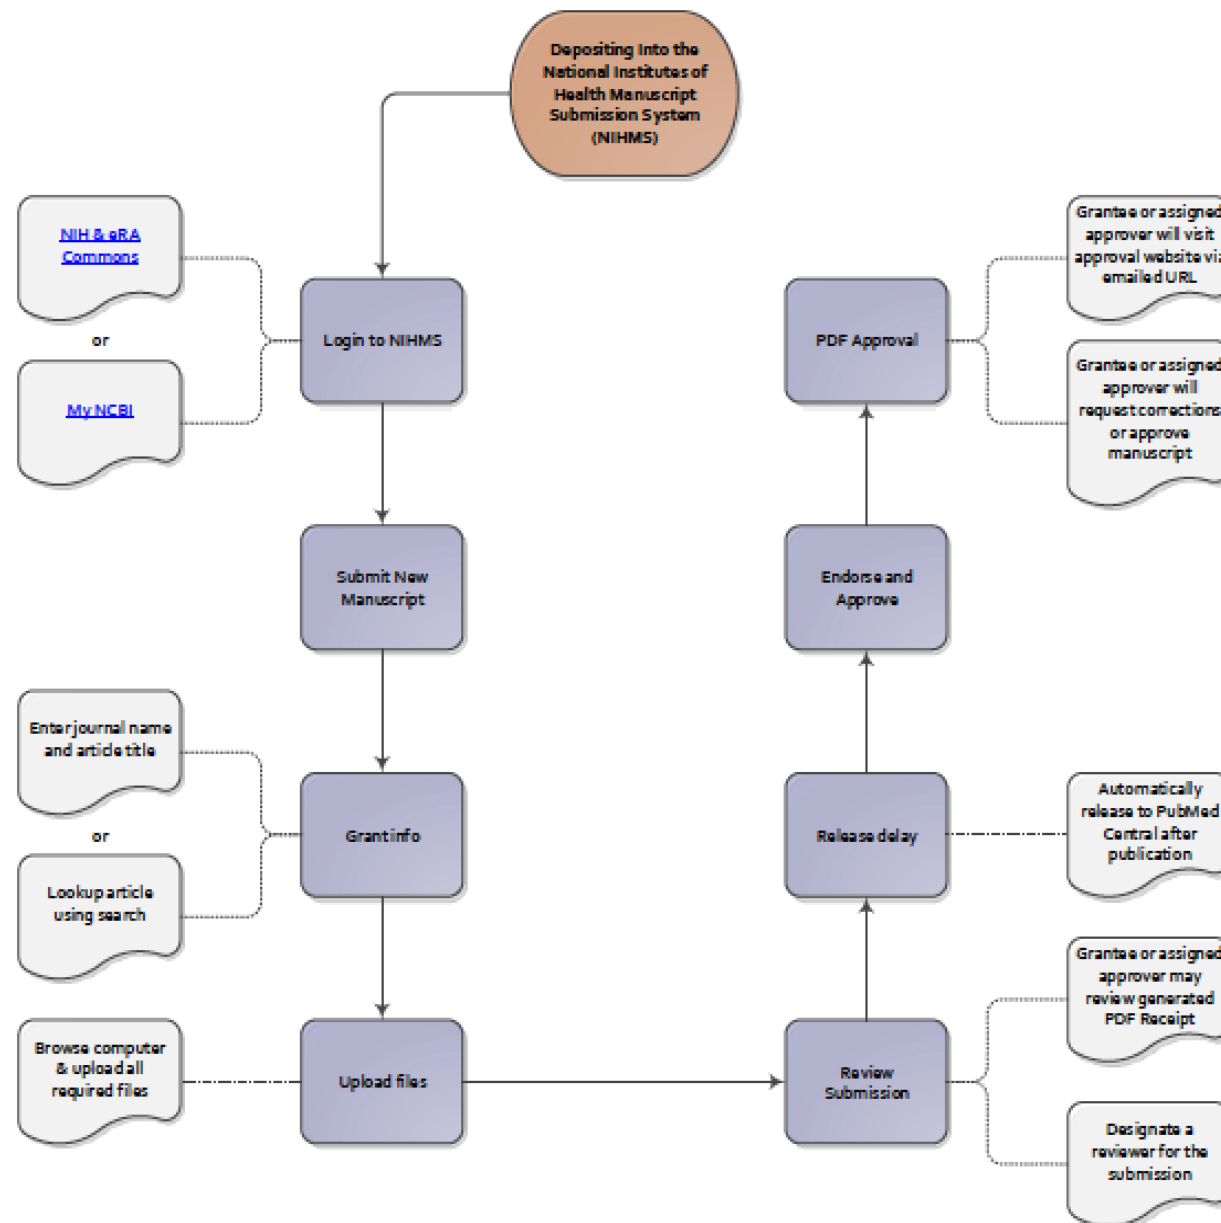 Depositing Into the
National Institutes of
Health Manuscript
Submission System
(NIHMS)
NIH & eRA
Commons
or
My NCBI
Login to NIHMS
Submit New
Manuscript
Enter journal name
and article title
or
Lookup article
using search
Grant info
Browse computer
& upload all
required files
Upload files
Review
Submission
Grantee or assigned
approver may
review generated
PDF Receipt
Designate a
reviewer for the
submission
Release delay
Automatically
release to PubMed
Central after
publication
Endorse and
Approve
PDF Approval
Grantee or assigned
approver will visit
approval website via
emailed URL
Grantee or assigned
approver will
request corrections
or approve
manuscript